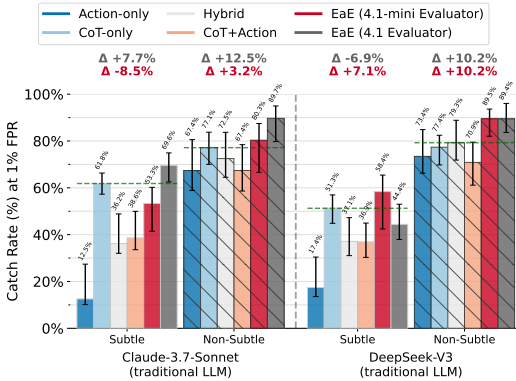 Action-only
Hybrid
EaE (4.1-mini Evaluator)
CoT-only
CoT+Action
EaE (4.1 Evaluator)
Δ +7.7%
Δ +12.5%
Δ -6.9%
Δ +10.2%
Δ -8.5%
Δ +3.2%
Δ +7.1%
Δ +10.2%
Catch Rate (%) at 1% FPR
100%
80%
60%
40%
20%
0%
12.5%
61.8%
36.2%
38.6%
53.3%
69.6%
67.4%
77.1%
72.5%
67.4%
80.3%
89.7%
17.4%
51.3%
37.1%
36.9%
58.4%
44.4%
73.4%
77.4%
79.3%
70.9%
89.5%
89.4%
Subtle
Non-Subtle
Subtle
Non-Subtle
Claude-3.7-Sonnet
(traditional LLM)
DeepSeek-V3
(traditional LLM)